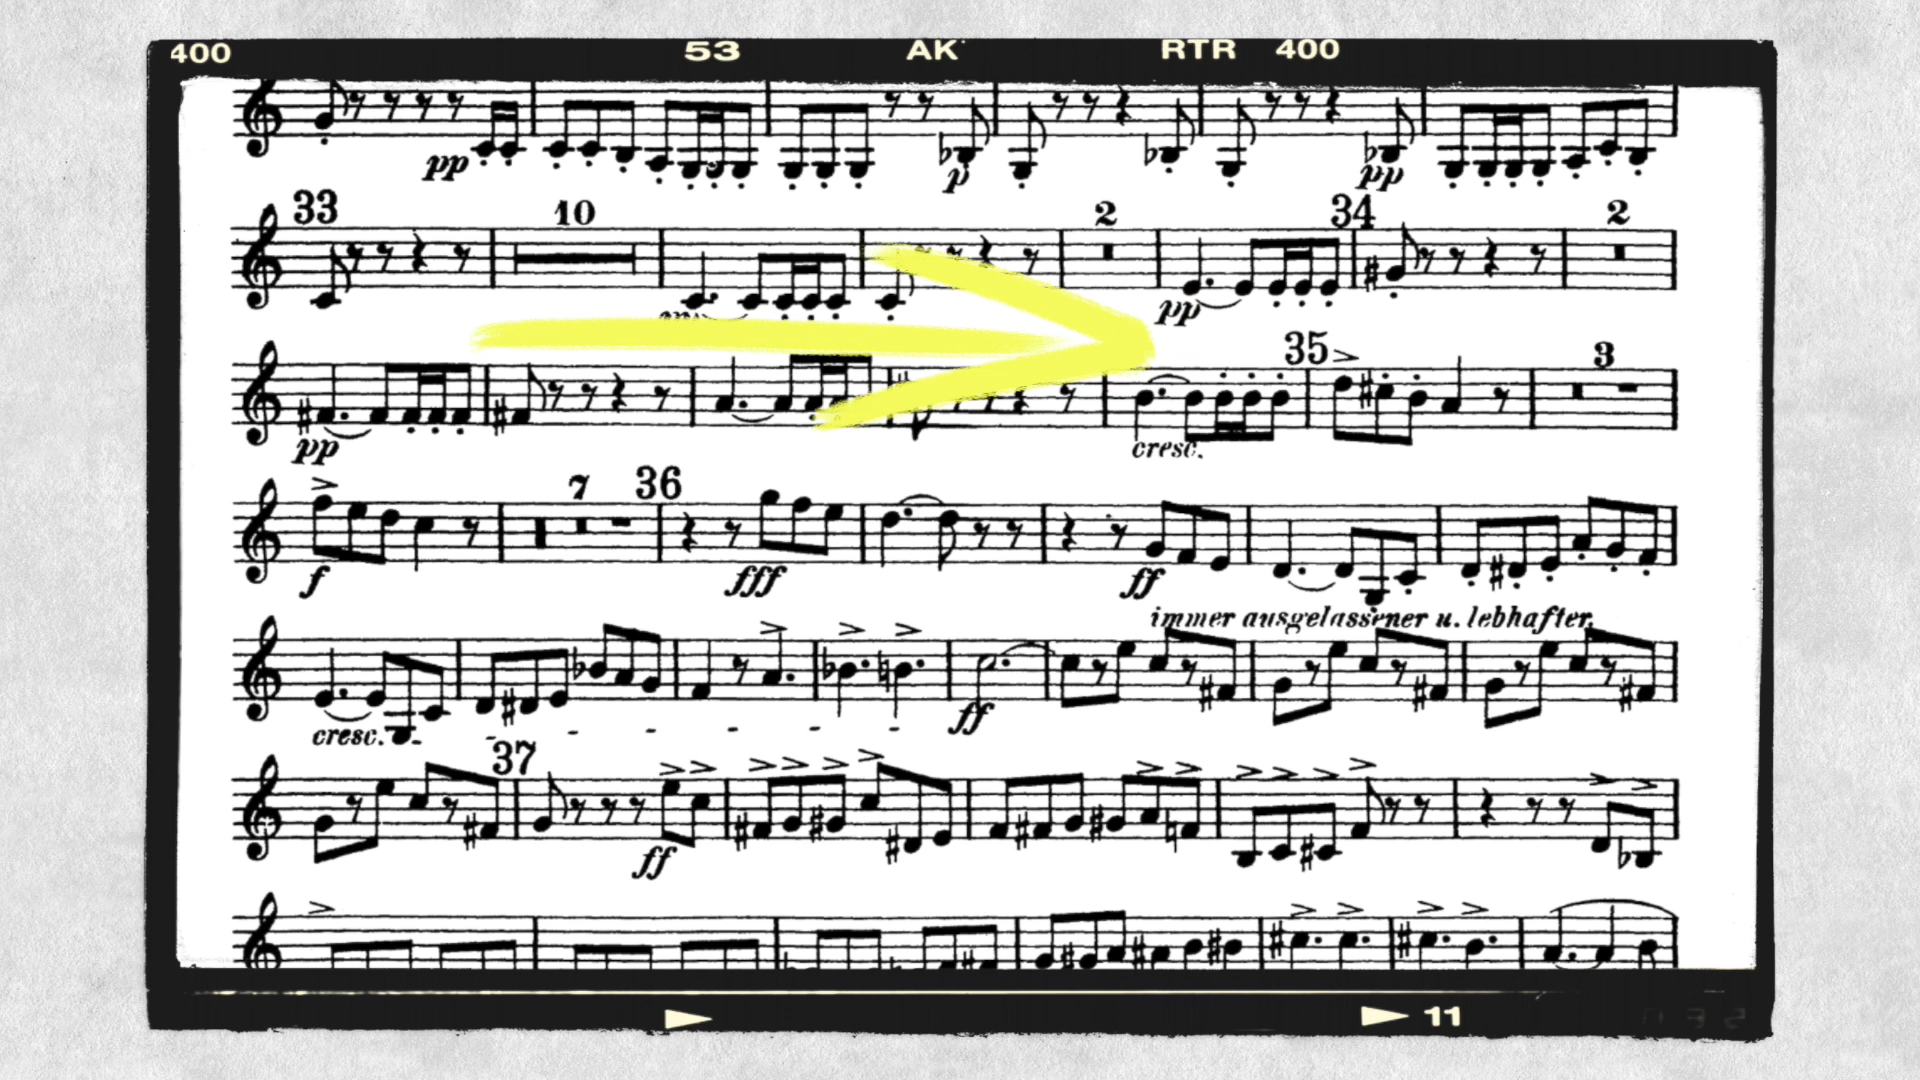 400 53 AK RTR 400
pp p pp
33 10 2 34 2
pp
35 3
pp cresc.
7 36
f fff ff
immer ausgelassener u. lebhafter.
cresc. - - - - - - - ff
37
ff
11